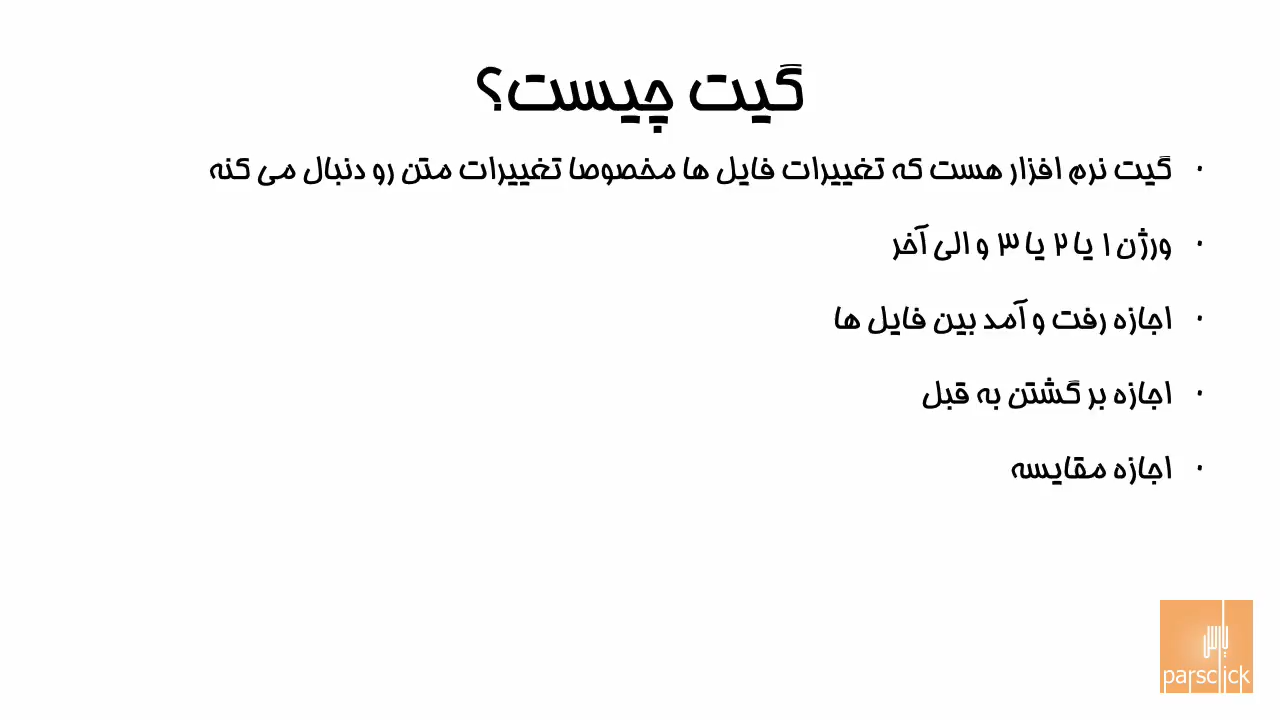 گیت چیست؟
• گیت نرم افزار هست که تغییرات فایل ها مخصوصا تغییرات متن رو دنبال می کنه
• ورژن ۱ یا ۲ یا ۳ و الی آخر
• اجازه رفت و آمد بین فایل ها
• اجازه بر گشتن به قبل
• اجازه مقایسه
پارس
parsclick